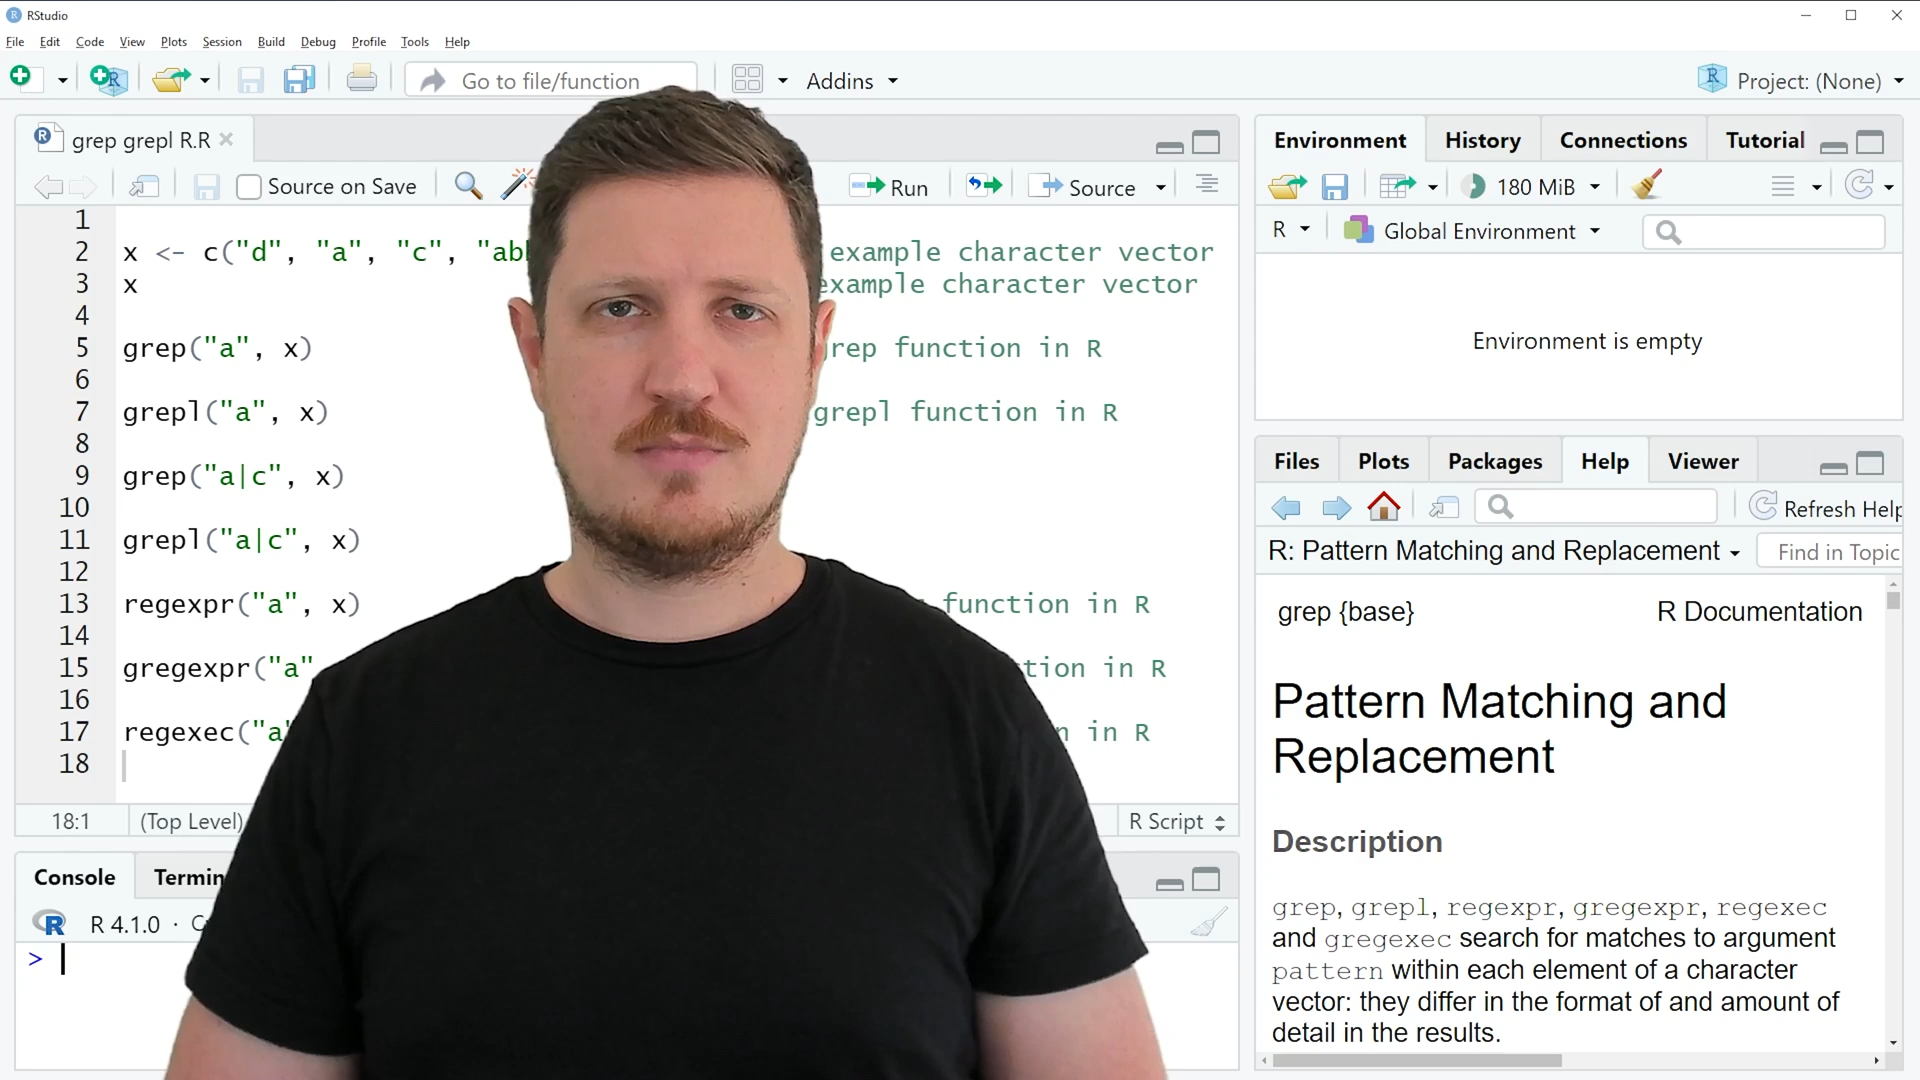 RStudio
File Edit Code View Plots Session Build Debug Profile Tools Help
Go to file/function
Addins
Project: (None)
grep grepl R.R
Source on Save
Run
Source
1
2 x <- c("d", "a", "c", "ab example character vector
3 x example character vector
4
5 grep("a", x) grep function in R
6
7 grepl("a", x) grepl function in R
8
9 grep("a|c", x)
10
11 grepl("a|c", x)
12
13 regexpr("a", x) function in R
14
15 gregexpr("a" in R
16
17 regexec("a" in R
18
18:1 (Top Level) R Script
Console
R 4.1.0 ·
>
Environment History Connections Tutorial
180 MiB
R Global Environment
Environment is empty
Files Plots Packages Help Viewer
Refresh Help
R: Pattern Matching and Replacement Find in Topic
grep {base} R Documentation
Pattern Matching and
Replacement
Description
grep, grepl, regexpr, gregexpr, regexec
and gregexec search for matches to argument
pattern within each element of a character
vector: they differ in the format of and amount of
detail in the results.